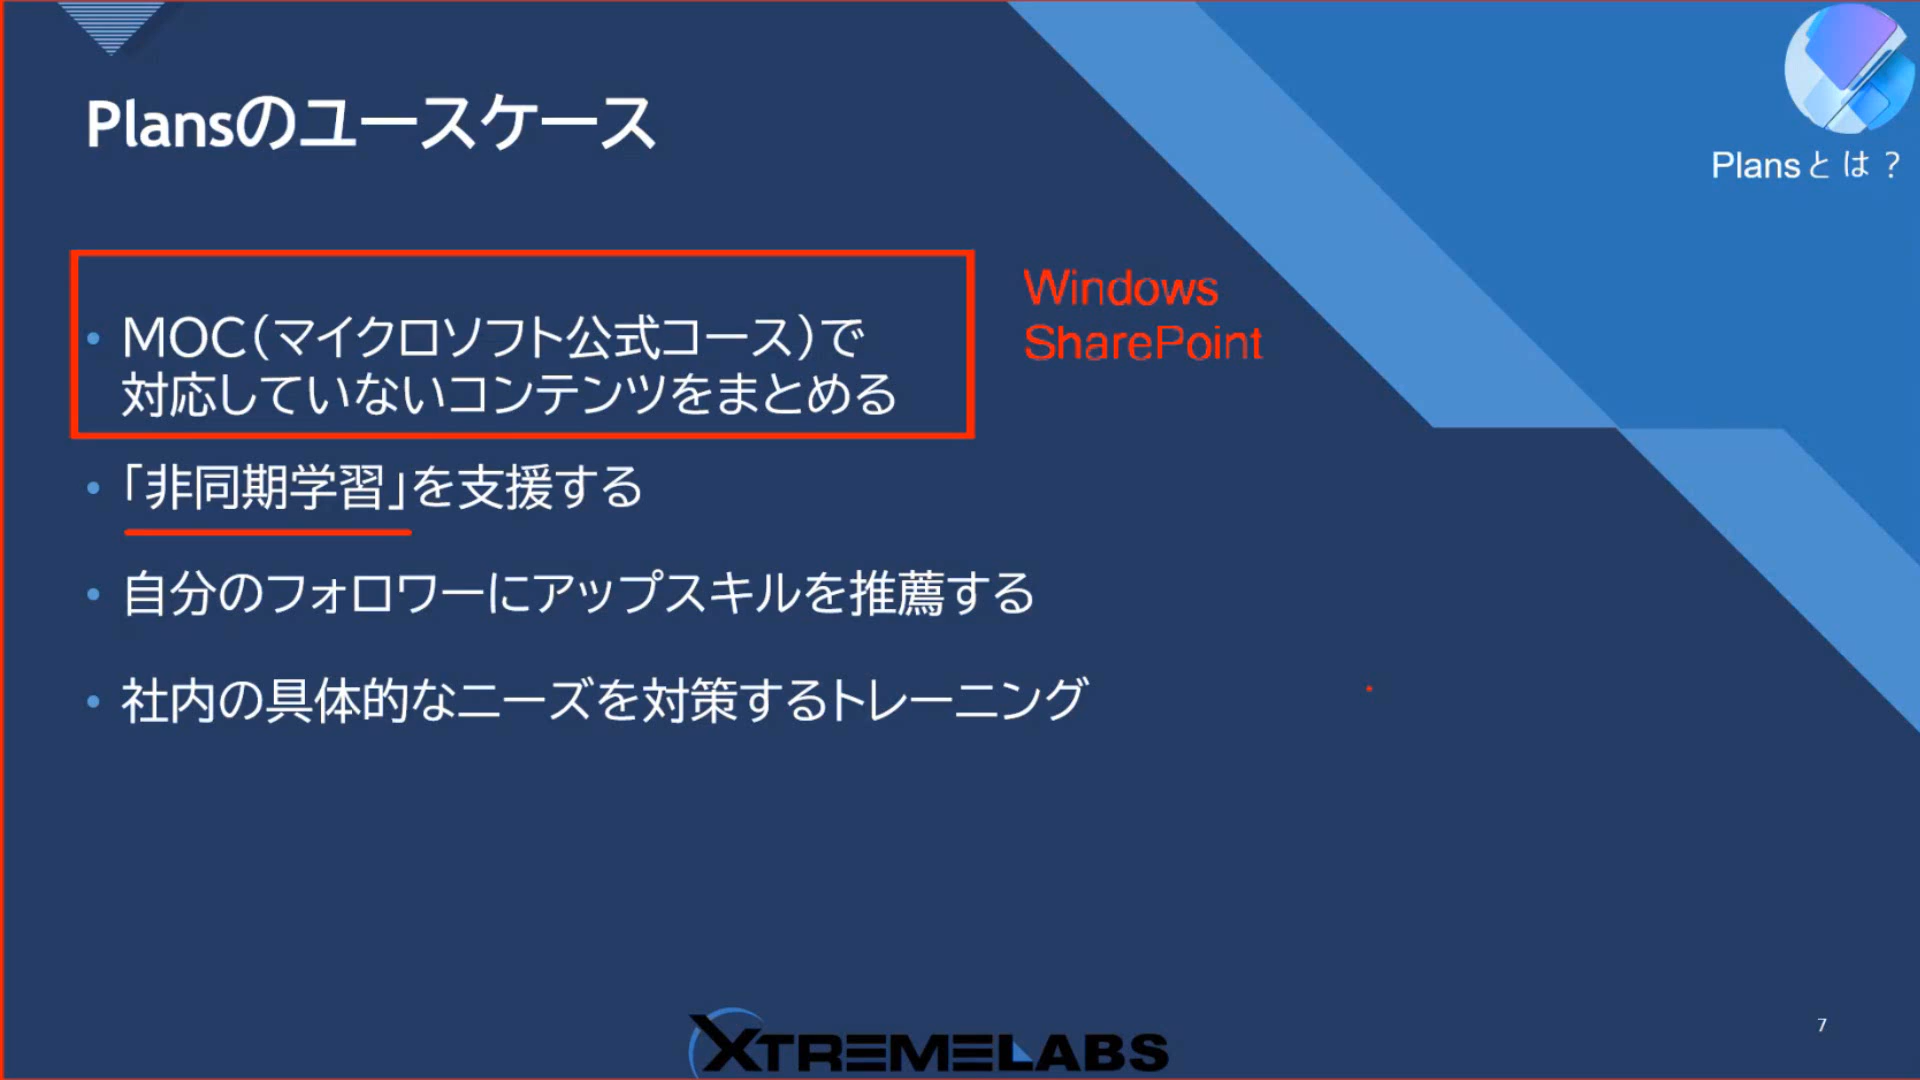 Plansのユースケース
Plansとは？
・MOC（マイクロソフト公式コース）で
対応していないコンテンツをまとめる
Windows
SharePoint
・「非同期学習」を支援する
・自分のフォロワーにアップスキルを推薦する
・社内の具体的なニーズを対策するトレーニング
XTREMELABS
7